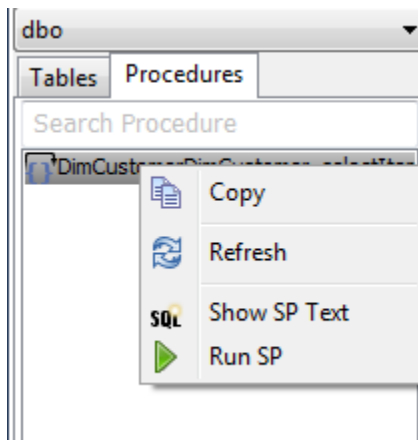 dbo
Tables Procedures
Search Procedure
Copy
Refresh
SQL Show SP Text
Run SP